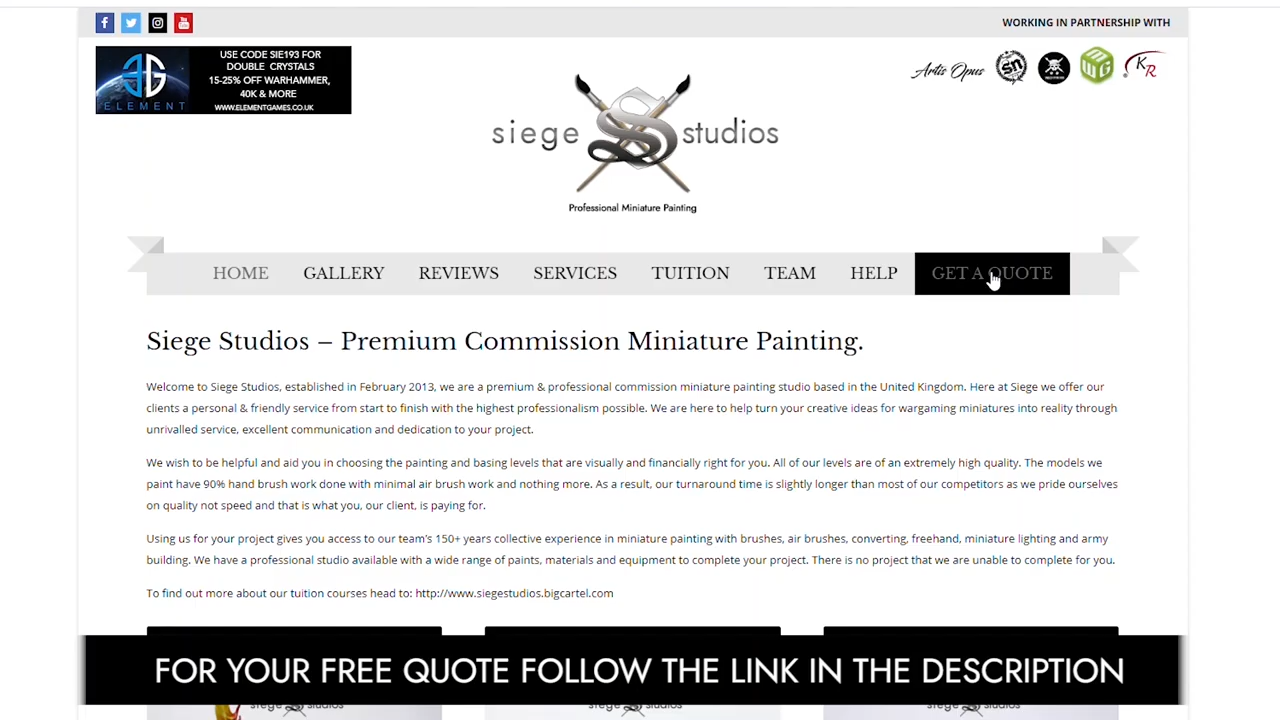 WORKING IN PARTNERSHIP WITH
USE CODE SIE193 FOR
DOUBLE CRYSTALS
15-25% OFF WARHAMMER,
40K & MORE
WWW.ELEMENTGAMES.CO.UK
ELEMENT
Artis Opus
KR
siege studios
Professional Miniature Painting
HOME GALLERY REVIEWS SERVICES TUITION TEAM HELP GET A QUOTE
Siege Studios – Premium Commission Miniature Painting.
Welcome to Siege Studios, established in February 2013, we are a premium & professional commission miniature painting studio based in the United Kingdom. Here at Siege we offer our
clients a personal & friendly service from start to finish with the highest professionalism possible. We are here to help turn your creative ideas for wargaming miniatures into reality through
unrivalled service, excellent communication and dedication to your project.
We wish to be helpful and aid you in choosing the painting and basing levels that are visually and financially right for you. All of our levels are of an extremely high quality. The models we
paint have 90% hand brush work done with minimal air brush work and nothing more. As a result, our turnaround time is slightly longer than most of our competitors as we pride ourselves
on quality not speed and that is what you, our client, is paying for.
Using us for your project gives you access to our team's 150+ years collective experience in miniature painting with brushes, air brushes, converting, freehand, miniature lighting and army
building. We have a professional studio available with a wide range of paints, materials and equipment to complete your project. There is no project that we are unable to complete for you.
To find out more about our tuition courses head to: http://www.siegestudios.bigcartel.com
FOR YOUR FREE QUOTE FOLLOW THE LINK IN THE DESCRIPTION